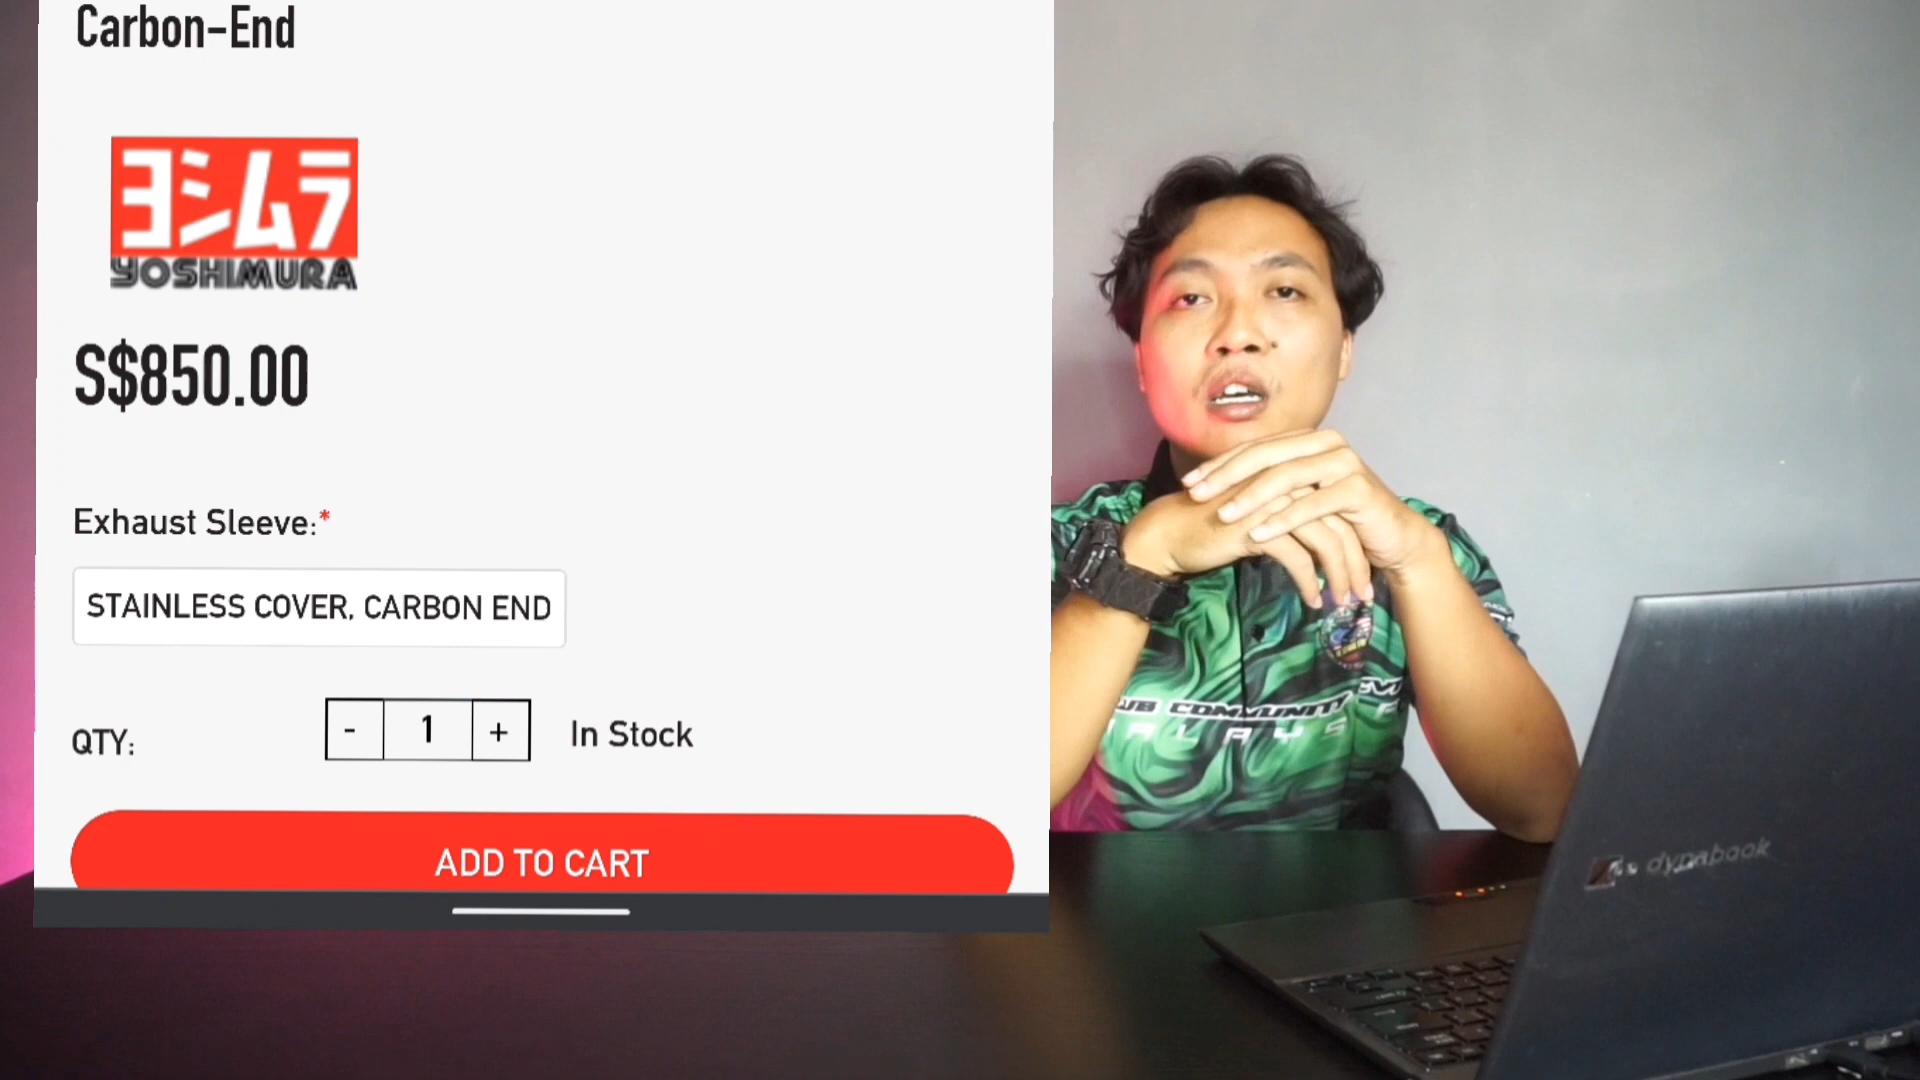 Carbon-End
ヨシムラ
YOSHIMURA
S$850.00
Exhaust Sleeve:*
STAINLESS COVER, CARBON END
QTY:
- 1 + In Stock
ADD TO CART
COMMUNITY
dynabook